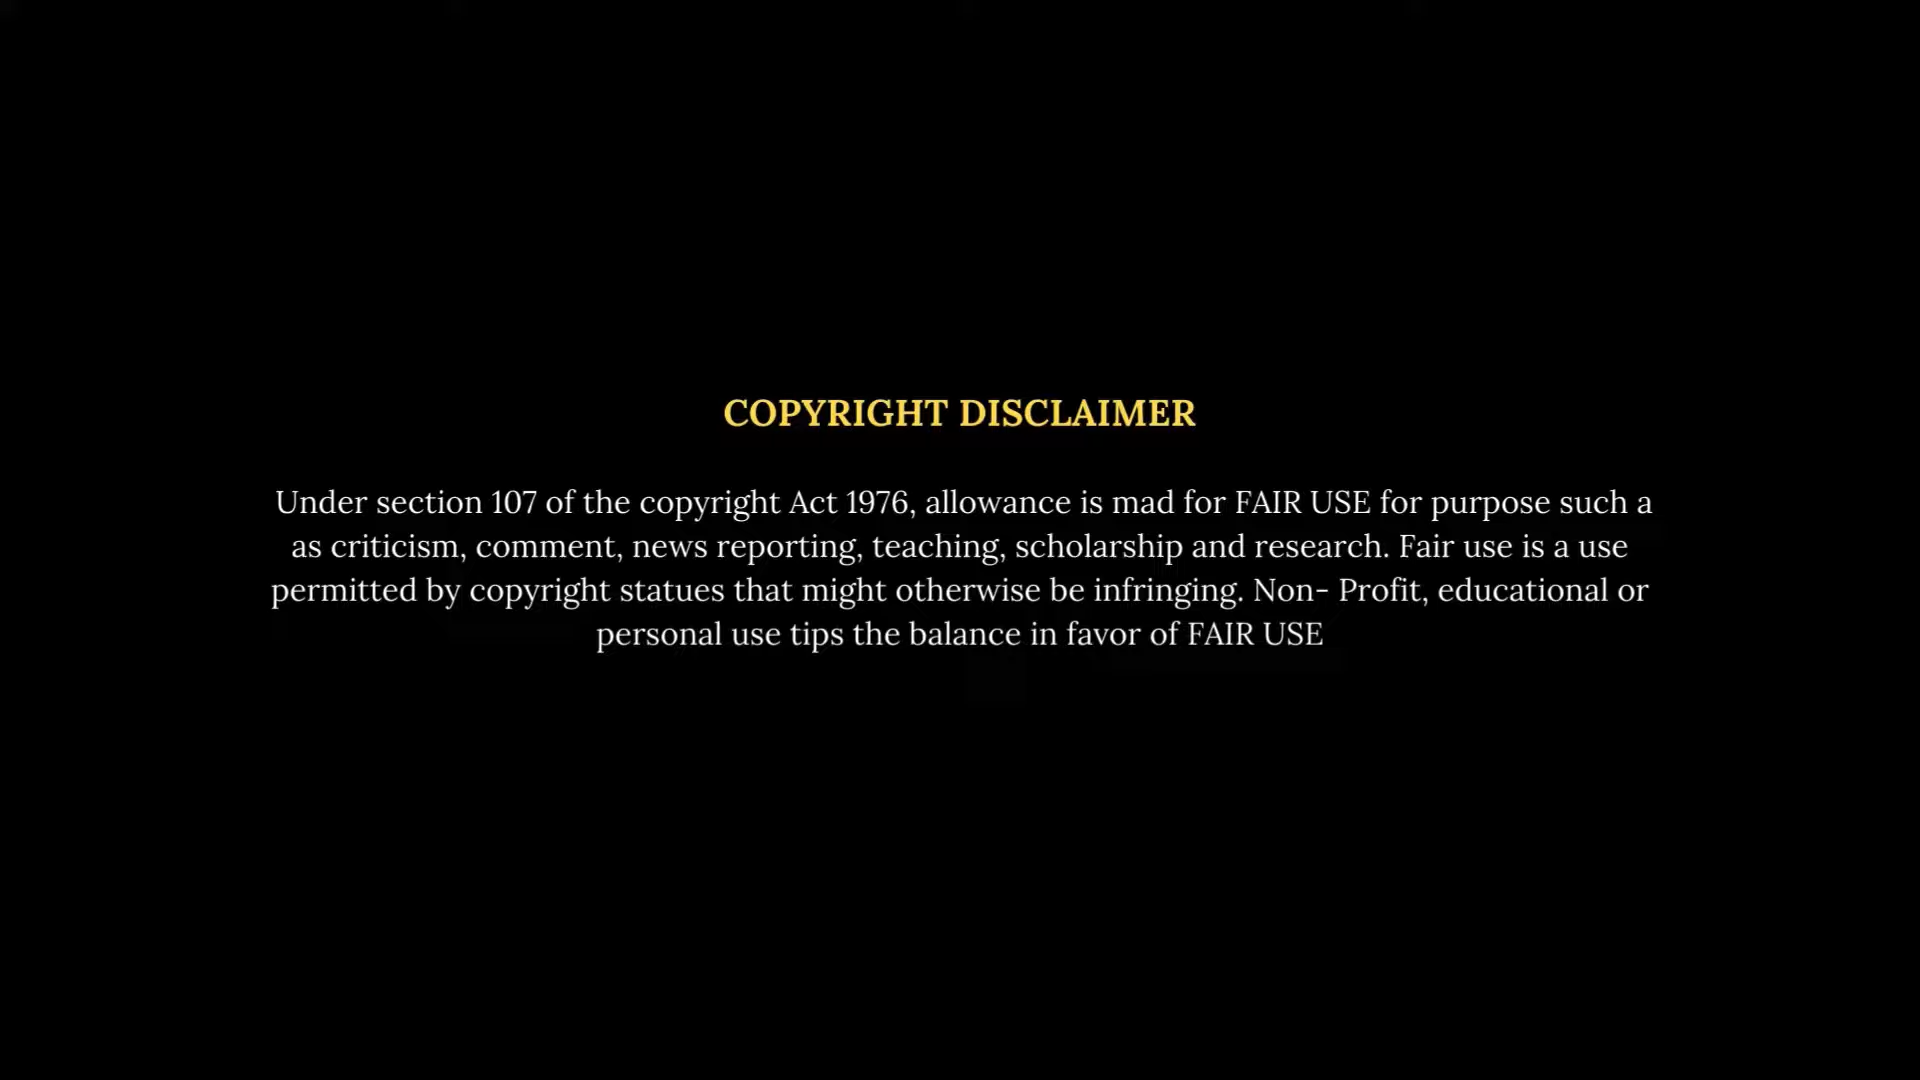 COPYRIGHT DISCLAIMER
Under section 107 of the copyright Act 1976, allowance is mad for FAIR USE for purpose such a
as criticism, comment, news reporting, teaching, scholarship and research. Fair use is a use
permitted by copyright statues that might otherwise be infringing. Non- Profit, educational or
personal use tips the balance in favor of FAIR USE